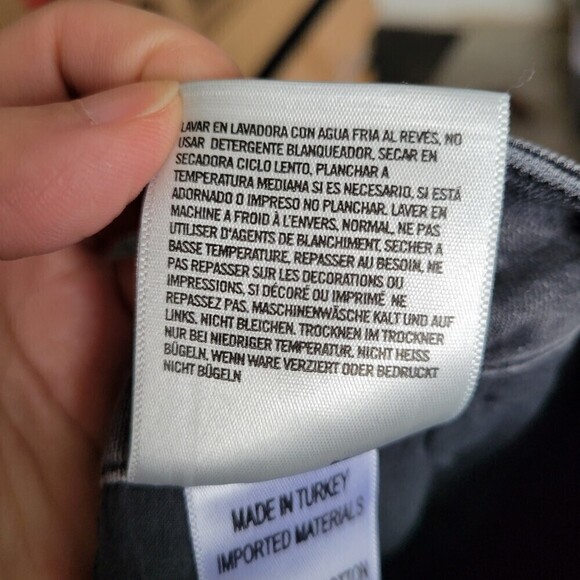 LAVAR EN LAVADORA CON AGUA FRIA AL REVES, NO
USAR DETERGENTE BLANQUEADOR, SECAR EN
SECADORA CICLO LENTO, PLANCHAR A
TEMPERATURA MEDIANA SI ES NECESARIO, SI ESTÁ
ADORNADO O IMPRESO NO PLANCHAR. LAVER EN
MACHINE A FROID À L'ENVERS, NORMAL, NE PAS
UTILISER D'AGENTS DE BLANCHIMENT, SECHER A
BASSE TEMPERATURE, REPASSER AU BESOIN, NE
PAS REPASSER SUR LES DECORATIONS OU
IMPRESSIONS, SI DÉCORÉ OU IMPRIMÉ NE
REPASSEZ PAS. MASCHINENWÄSCHE KALT UND AUF
LINKS. NICHT BLEICHEN. TROCKNEN IM TROCKNER
NUR BEI NIEDRIGER TEMPERATUR. NICHT HEISS
BÜGELN, WENN WARE VERZIERT ODER BEDRUCKT
NICHT BÜGELN
MADE IN TURKEY
IMPORTED MATERIALS